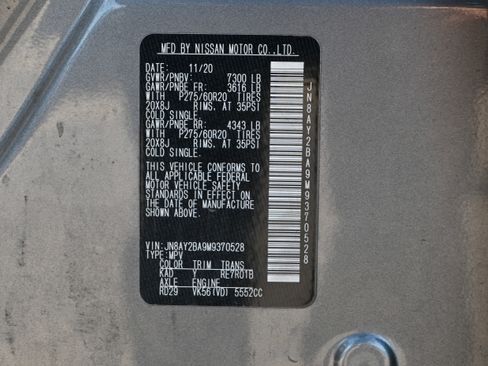 MFD BY NISSAN MOTOR CO.,LTD.
DATE: 11/20
GVWR/PNBV: 7300 LB
GAWR/PNBE FR: 3616 LB
WITH P275/60R20 TIRES
20X8J RIMS, AT 35PSI
COLD SINGLE.
GAWR/PNBE RR: 4343 LB
WITH P275/60R20 TIRES
20X8J RIMS, AT 35PSI
COLD SINGLE.
THIS VEHICLE CONFORMS TO
ALL APPLICABLE FEDERAL
MOTOR VEHICLE SAFETY
STANDARDS IN EFFECT ON
THE DATE OF MANUFACTURE
SHOWN ABOVE.
VIN:JN8AY2BA9M9370528
TYPE:MPV
COLOR TRIM TRANS
KAD Y RE7R01B
AXLE ENGINE
RD29 VK56(VD) 5552CC
JN8AY2BA9M9370528